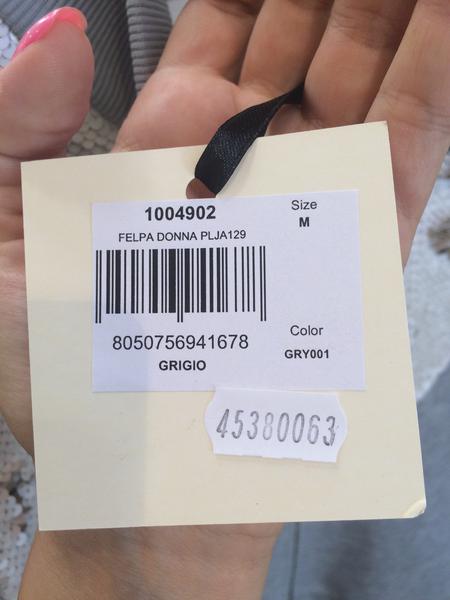 1004902
FELPA DONNA PLJA129
8050756941678
GRIGIO
Size
M
Color
GRY001
45380063